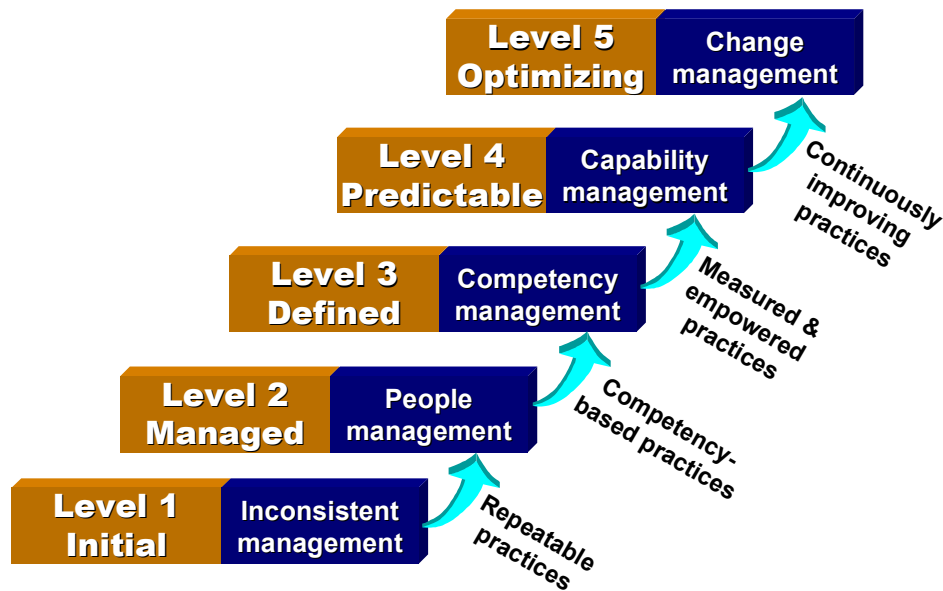 Level 5
Optimizing
Change
management
Level 4
Predictable
Capability
management
Continuously
improving
practices
Level 3
Defined
Competency
management
Measured &
empowered
practices
Level 2
Managed
People
management
Competency-
based practices
Level 1
Initial
Inconsistent
management
Repeatable
practices